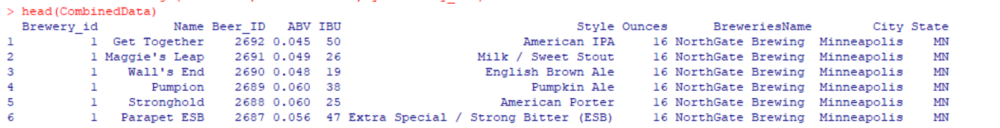 > head(CombinedData)
  Brewery_id          Name Beer_ID   ABV IBU                               Style Ounces      BreweriesName        City State
1          1  Get Together    2692 0.045  50                        American IPA     16 NorthGate Brewing  Minneapolis    MN
2          1 Maggie's Leap    2691 0.049  26                  Milk / Sweet Stout     16 NorthGate Brewing  Minneapolis    MN
3          1    Wall's End    2690 0.048  19                   English Brown Ale     16 NorthGate Brewing  Minneapolis    MN
4          1       Pumpion    2689 0.060  38                         Pumpkin Ale     16 NorthGate Brewing  Minneapolis    MN
5          1    Stronghold    2688 0.060  25                     American Porter     16 NorthGate Brewing  Minneapolis    MN
6          1   Parapet ESB    2687 0.056  47 Extra Special / Strong Bitter (ESB)     16 NorthGate Brewing  Minneapolis    MN